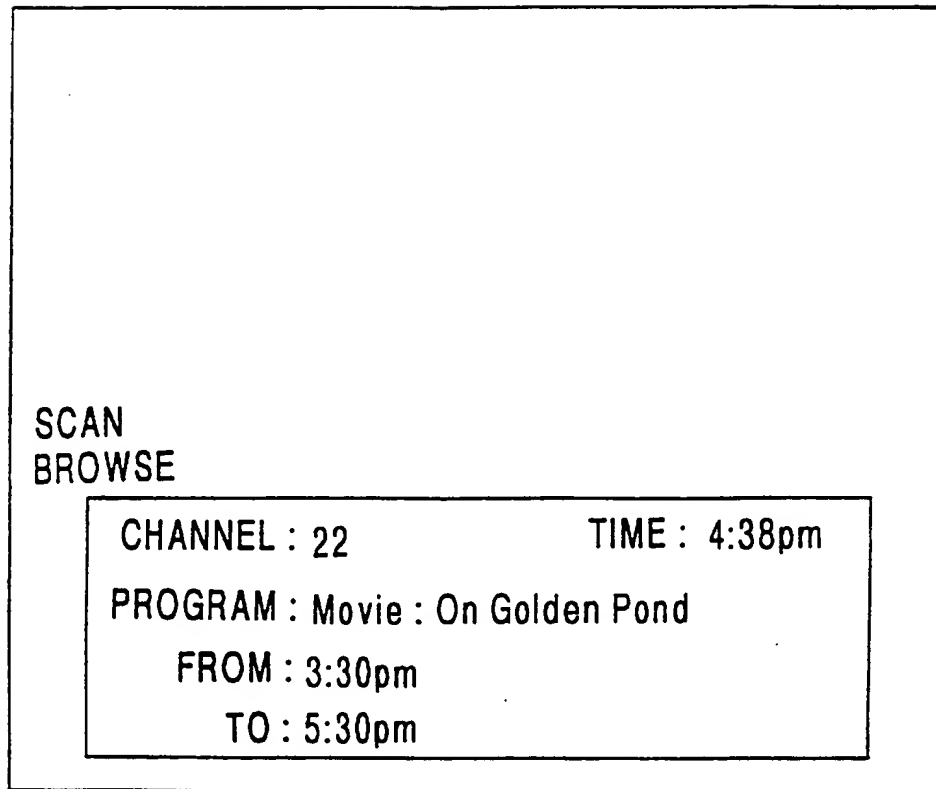 SCAN
BROWSE
CHANNEL : 22 TIME : 4:38pm
PROGRAM : Movie : On Golden Pond
FROM : 3:30pm
TO : 5:30pm